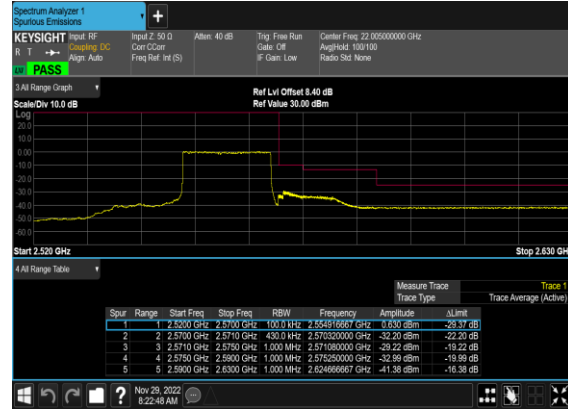 Spectrum Analyzer 1
Spurious Emissions
+
KEYSIGHT Input: RF Input Z: 50 Ω Atten: 40 dB Trig: Free Run Center Freq: 22.005000000 GHz
R T Coupling: DC Corr CCorr Gate: Off Avg|Hold: 100/100
Align: Auto Freq Ref: Int (S) IF Gain: Low Radio Std: None
PASS
3 All Range Graph
Ref Lvl Offset 8.40 dB
Scale/Div 10.0 dB Ref Value 30.00 dBm
Log
20.0
10.0
0.00
-10.0
-20.0
-30.0
-40.0
-50.0
-60.0
Start 2.520 GHz Stop 2.630 GH
4 All Range Table
Measure Trace Trace 1
Trace Type Trace Average (Active)
Spur Range Start Freq Stop Freq RBW Frequency Amplitude ΔLimit
1 1 2.5200 GHz 2.5700 GHz 100.0 kHz 2.554916667 GHz 0.630 dBm -29.37 dB
2 2 2.5700 GHz 2.5710 GHz 430.0 kHz 2.570320000 GHz -32.20 dBm -22.20 dB
3 3 2.5710 GHz 2.5750 GHz 1.000 MHz 2.571080000 GHz -29.22 dBm -19.22 dB
4 4 2.5750 GHz 2.5900 GHz 1.000 MHz 2.575250000 GHz -32.99 dBm -19.99 dB
5 5 2.5900 GHz 2.6300 GHz 1.000 MHz 2.624666667 GHz -41.38 dBm -16.38 dB
? Nov 29, 2022
8:22:48 AM